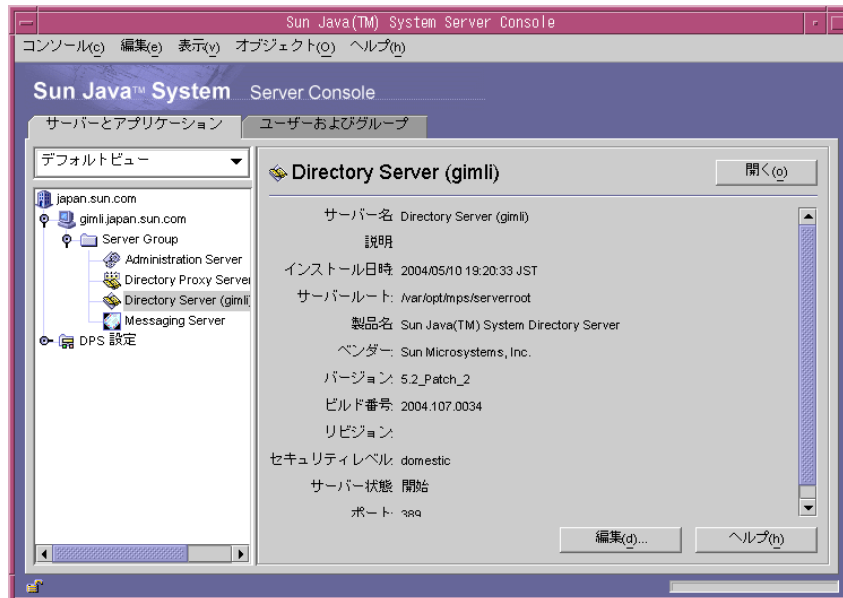 Sun Java(TM) System Server Console
コンソール(c) 編集(e) 表示(v) オブジェクト(O) ヘルプ(h)
Sun Java™ System Server Console
サーバーとアプリケーション ユーザーおよびグループ
デフォルトビュー
japan.sun.com
gimli.japan.sun.com
Server Group
Administration Server
Directory Proxy Server
Directory Server (gimli)
Messaging Server
DPS 設定
Directory Server (gimli)
開く(o)
サーバー名: Directory Server (gimli)
説明:
インストール日時: 2004/05/10 19:20:33 JST
サーバールート: /var/opt/mps/serverroot
製品名: Sun Java(TM) System Directory Server
ベンダー: Sun Microsystems, Inc.
バージョン: 5.2_Patch_2
ビルド番号: 2004.107.0034
リビジョン:
セキュリティレベル: domestic
サーバー状態: 開始
ポート: 389
編集(d)... ヘルプ(h)